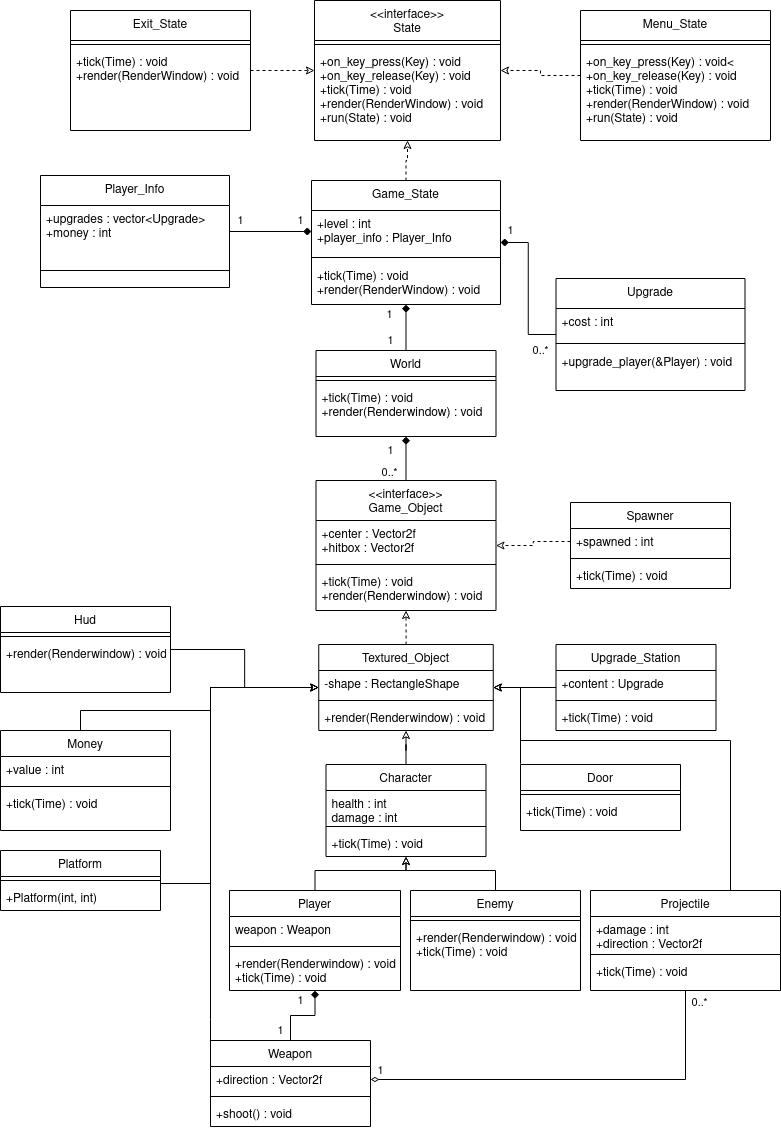 Exit_State
+tick(Time) : void
+render(RenderWindow) : void
<<interface>>
State
+on_key_press(Key) : void
+on_key_release(Key) : void
+tick(Time) : void
+render(RenderWindow) : void
+run(State) : void
Menu_State
+on_key_press(Key) : void<
+on_key_release(Key) : void
+tick(Time) : void
+render(RenderWindow) : void
+run(State) : void
Player_Info
+upgrades : vector<Upgrade>
+money : int
1
1
Game_State
+level : int
+player_info : Player_Info
+tick(Time) : void
+render(RenderWindow) : void
1
0..*
Upgrade
+cost : int
+upgrade_player(&Player) : void
1
1
World
+tick(Time) : void
+render(Renderwindow) : void
1
0..*
<<interface>>
Game_Object
+center : Vector2f
+hitbox : Vector2f
+tick(Time) : void
+render(Renderwindow) : void
Spawner
+spawned : int
+tick(Time) : void
Hud
+render(Renderwindow) : void
Textured_Object
-shape : RectangleShape
+render(Renderwindow) : void
Upgrade_Station
+content : Upgrade
+tick(Time) : void
Money
+value : int
+tick(Time) : void
Character
health : int
damage : int
+tick(Time) : void
Door
+tick(Time) : void
Platform
+Platform(int, int)
Player
weapon : Weapon
+render(Renderwindow) : void
+tick(Time) : void
Enemy
+render(Renderwindow) : void
+tick(Time) : void
Projectile
+damage : int
+direction : Vector2f
+tick(Time) : void
1
1
0..*
Weapon
+direction : Vector2f
+shoot() : void
1